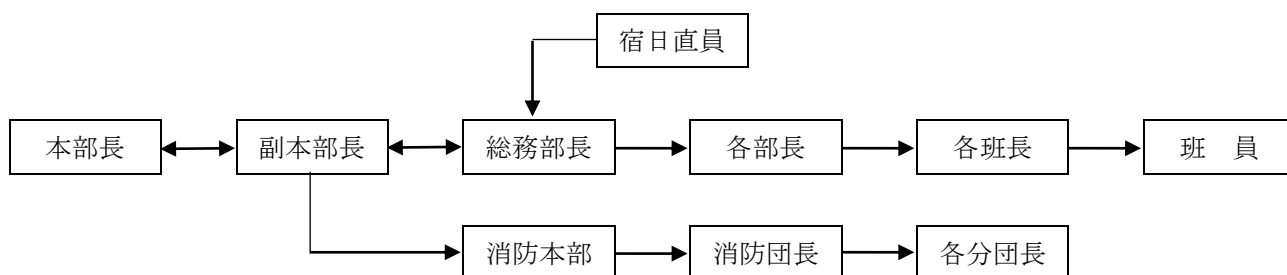 宿日直員
本部長
副本部長
総務部長
各部長
各班長
班　員
消防本部
消防団長
各分団長